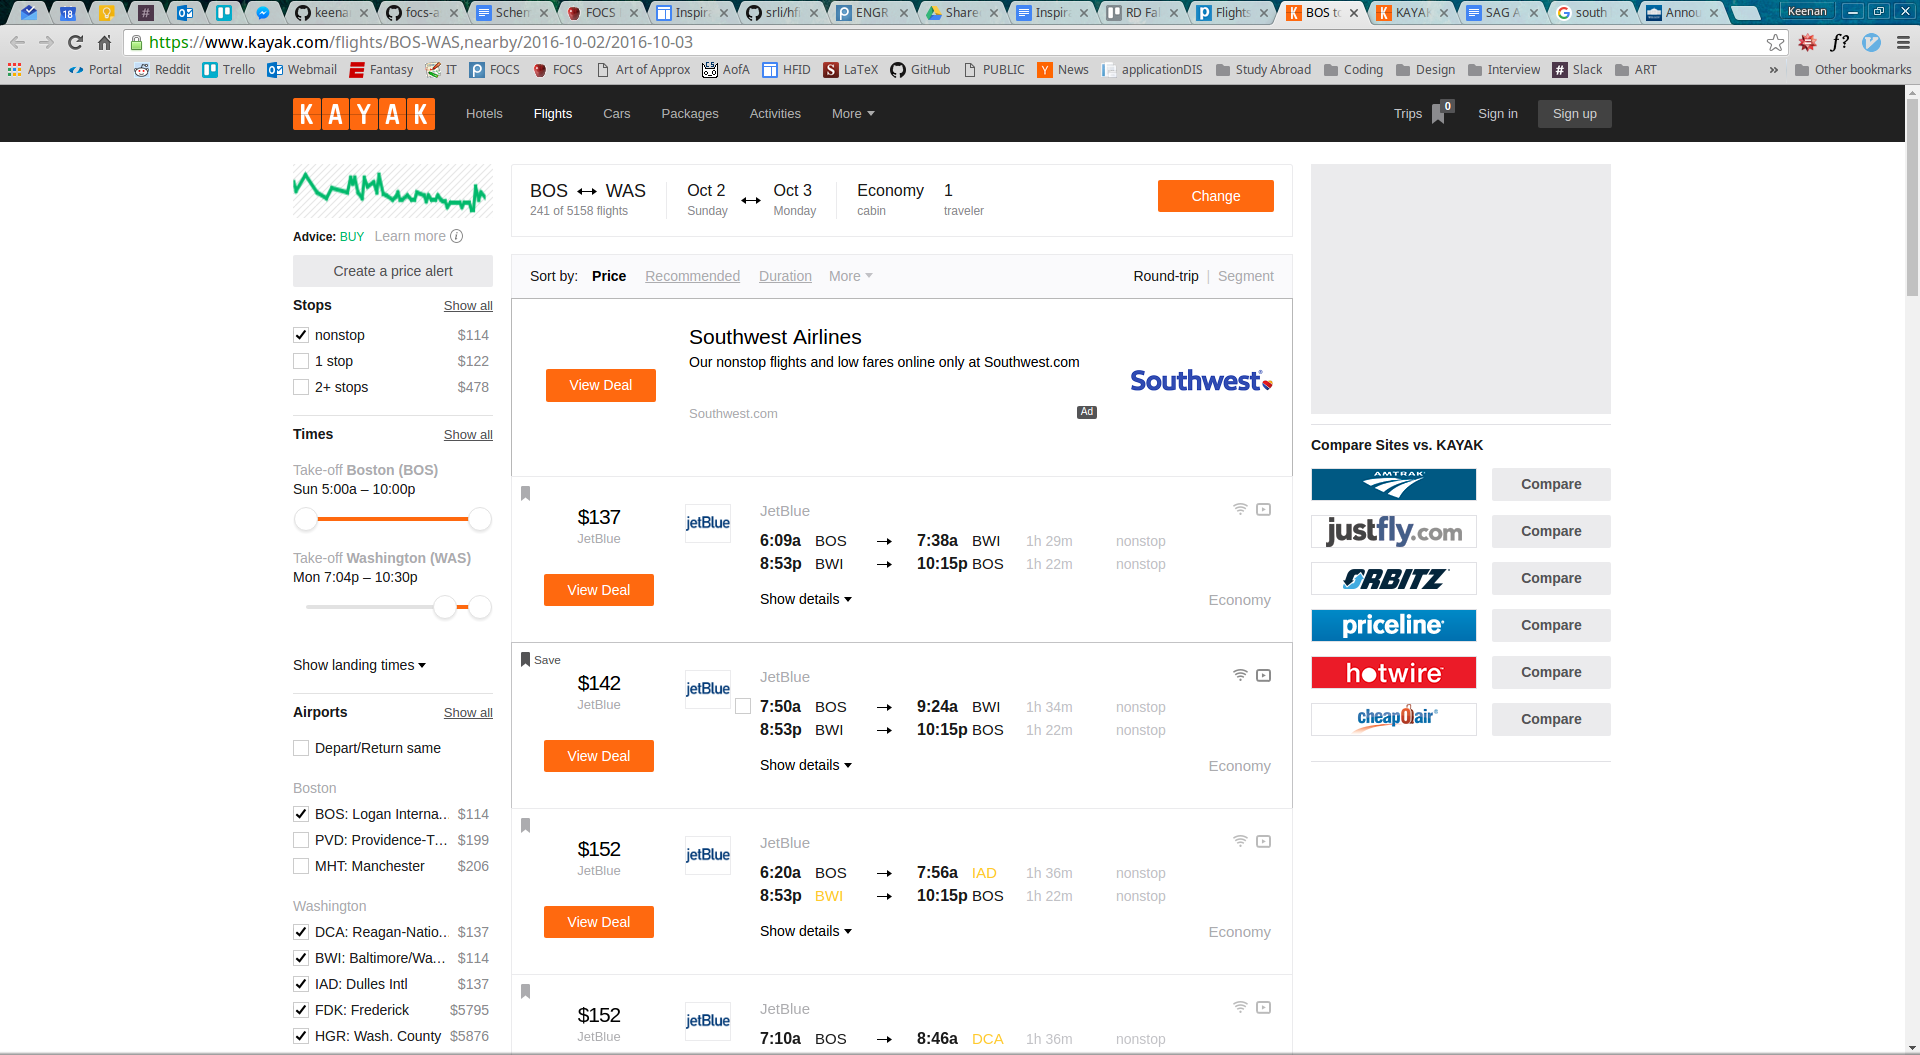 18
keena
focs-a
Schem
FOCS
Inspira
srli/hfi
ENGR
Share
Inspir
RD Fal
Flights
BOS to
KAYA
SAG A
south
Annou
Keenan
https://www.kayak.com/flights/BOS-WAS,nearby/2016-10-02/2016-10-03
f?
Apps
Portal
Reddit
Trello
Webmail
Fantasy
IT
FOCS
FOCS
Art of Approx
AofA
HFID
LaTeX
GitHub
PUBLIC
News
applicationDIS
Study Abroad
Coding
Design
Interview
Slack
ART
»
Other bookmarks
KAYAK
Hotels
Flights
Cars
Packages
Activities
More
Trips
0
Sign in
Sign up
Advice: BUY Learn more
Create a price alert
Stops Show all
nonstop $114
1 stop $122
2+ stops $478
Times Show all
Take-off Boston (BOS)
Sun 5:00a – 10:00p
Take-off Washington (WAS)
Mon 7:04p – 10:30p
Show landing times
Airports Show all
Depart/Return same
Boston
BOS: Logan Interna... $114
PVD: Providence-T... $199
MHT: Manchester $206
Washington
DCA: Reagan-Natio... $137
BWI: Baltimore/Wa... $114
IAD: Dulles Intl $137
FDK: Frederick $5795
HGR: Wash. County $5876
BOS WAS
241 of 5158 flights
Oct 2
Sunday
Oct 3
Monday
Economy
cabin
1
traveler
Change
Sort by: Price Recommended Duration More
Round-trip | Segment
Southwest Airlines
Our nonstop flights and low fares online only at Southwest.com
View Deal
Southwest
Southwest.com
Ad
$137
JetBlue
View Deal
jetBlue
JetBlue
6:09a BOS 7:38a BWI 1h 29m nonstop
8:53p BWI 10:15p BOS 1h 22m nonstop
Show details
Economy
Save
$142
JetBlue
View Deal
jetBlue
JetBlue
7:50a BOS 9:24a BWI 1h 34m nonstop
8:53p BWI 10:15p BOS 1h 22m nonstop
Show details
Economy
$152
JetBlue
View Deal
jetBlue
JetBlue
6:20a BOS 7:56a IAD 1h 36m nonstop
8:53p BWI 10:15p BOS 1h 22m nonstop
Show details
Economy
$152
JetBlue
jetBlue
JetBlue
7:10a BOS 8:46a DCA 1h 36m nonstop
Compare Sites vs. KAYAK
AMTRAK
Compare
justfly.com
Compare
ORBITZ
Compare
priceline
Compare
hotwire
Compare
cheapOair
Compare